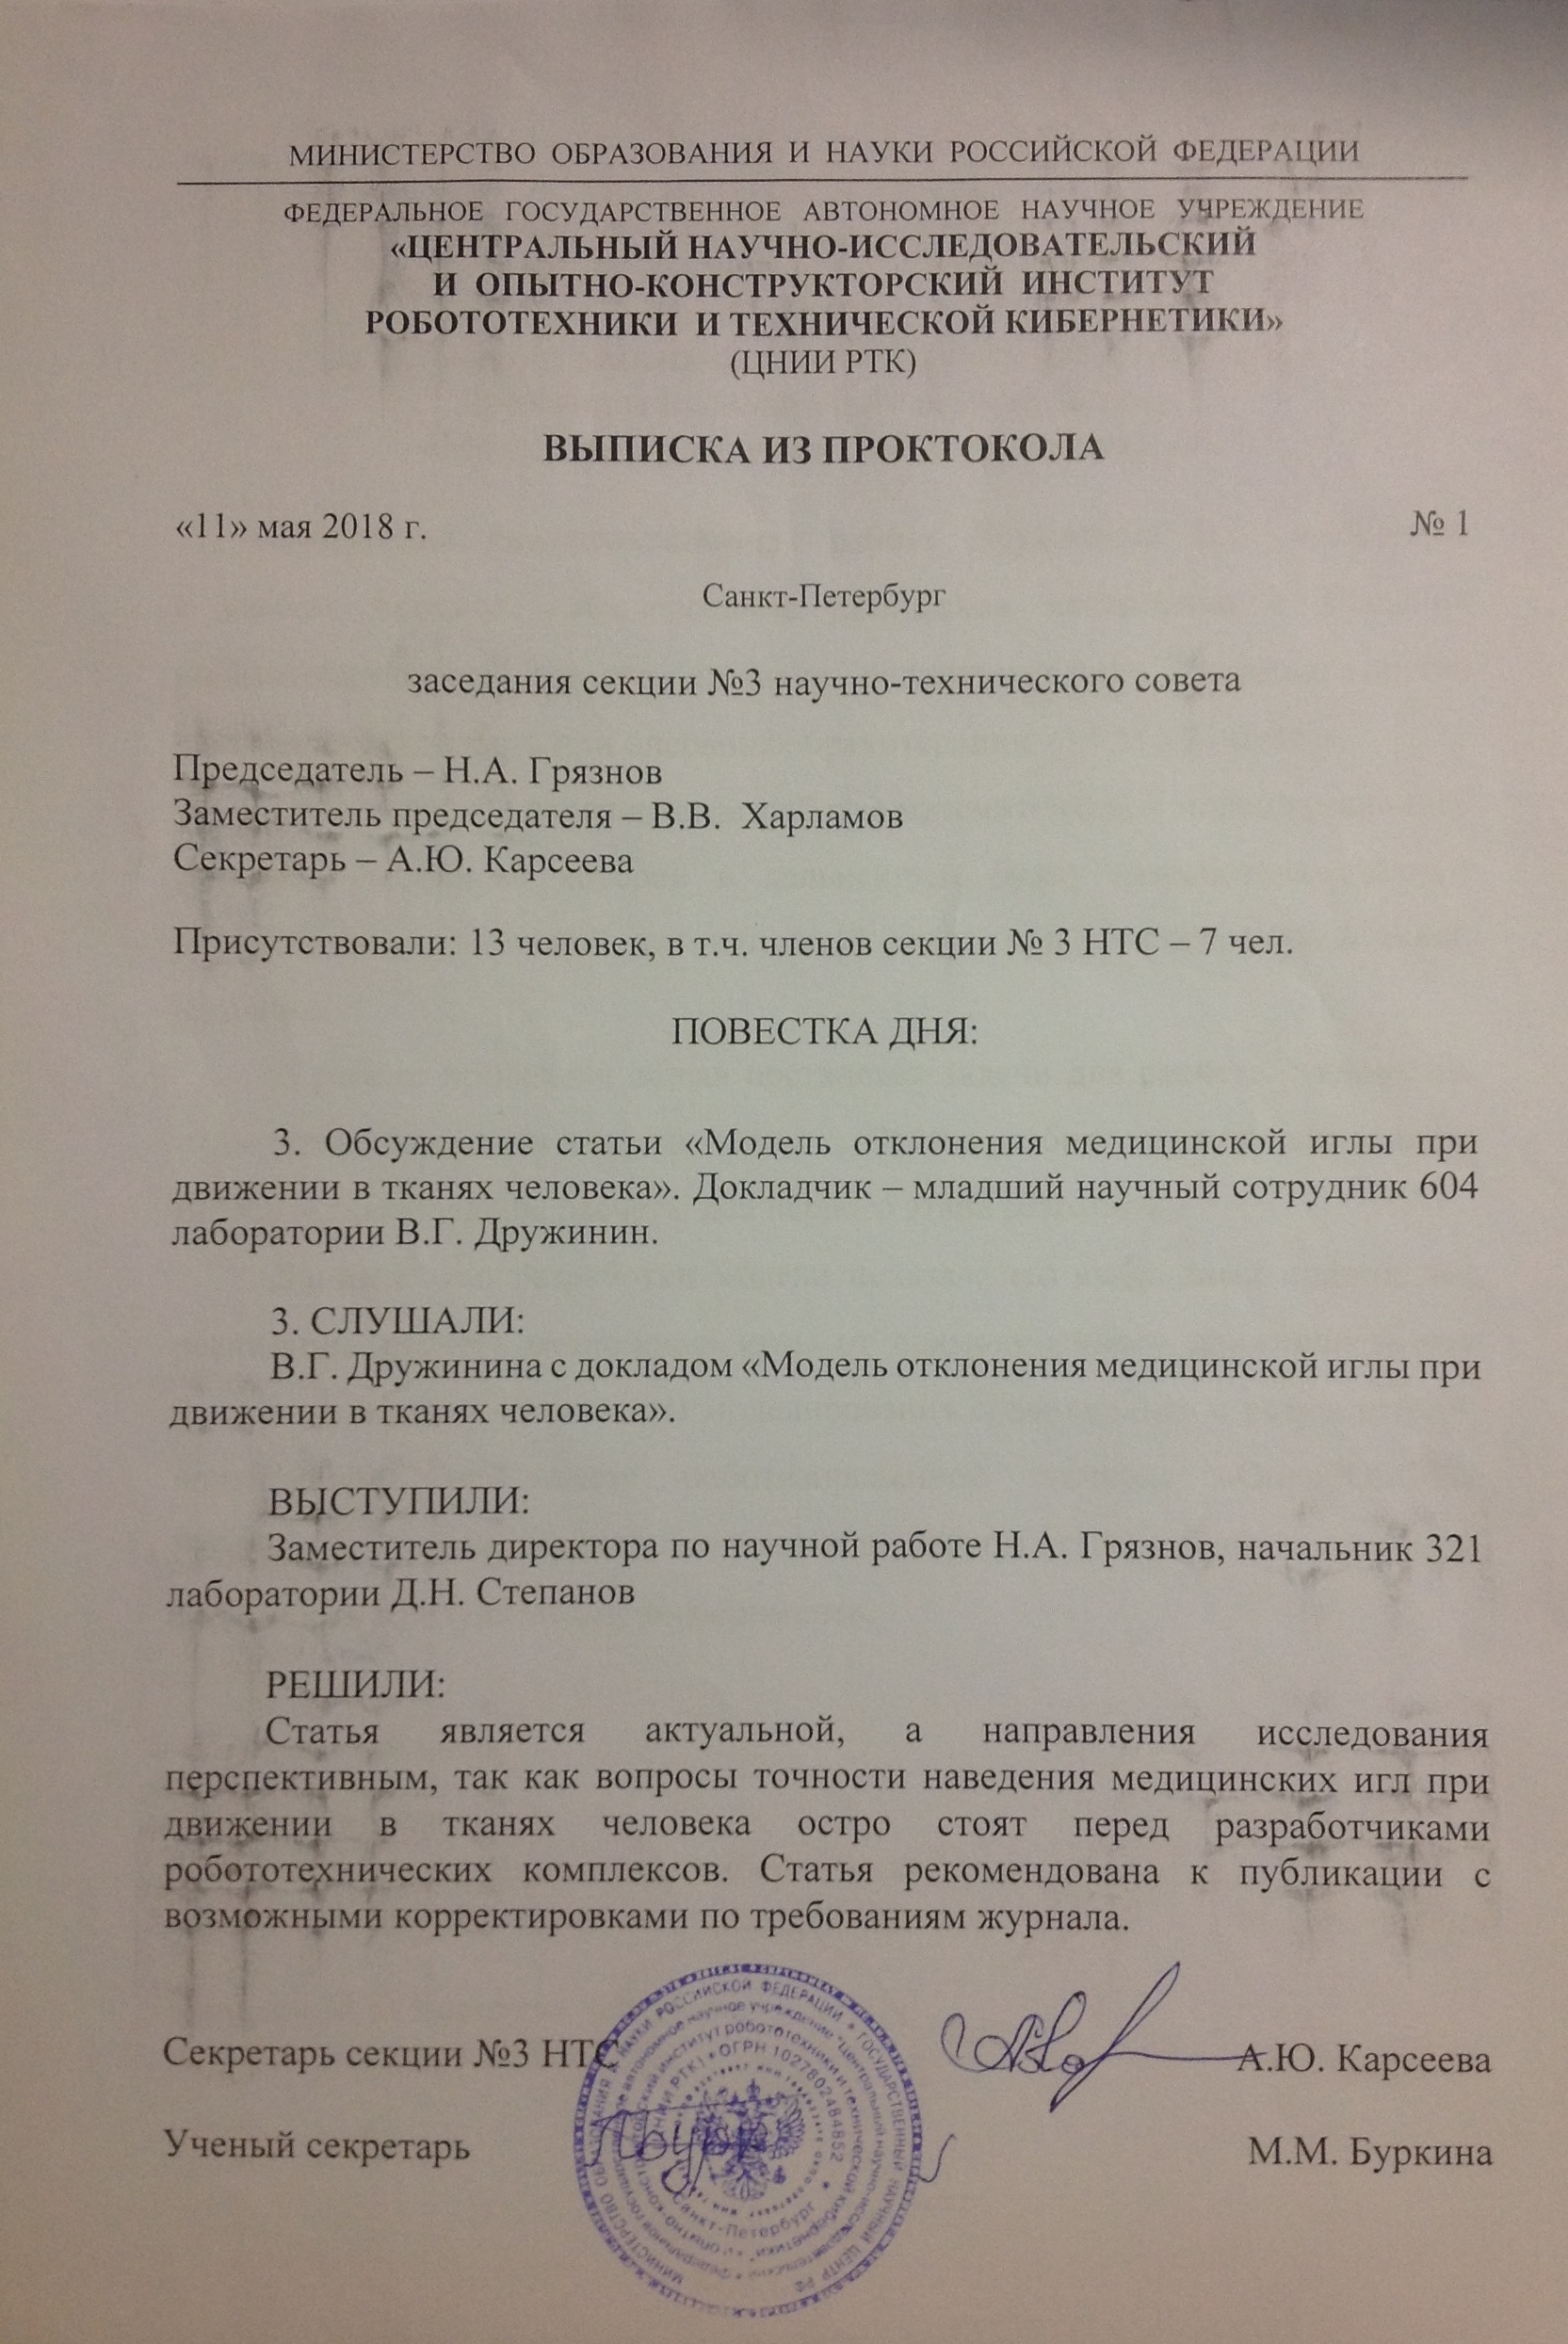 МИНИСТЕРСТВО ОБРАЗОВАНИЯ И НАУКИ РОССИЙСКОЙ ФЕДЕРАЦИИ
ФЕДЕРАЛЬНОЕ ГОСУДАРСТВЕННОЕ АВТОНОМНОЕ НАУЧНОЕ УЧРЕЖДЕНИЕ
«ЦЕНТРАЛЬНЫЙ НАУЧНО-ИССЛЕДОВАТЕЛЬСКИЙ
И ОПЫТНО-КОНСТРУКТОРСКИЙ ИНСТИТУТ
РОБОТОТЕХНИКИ И ТЕХНИЧЕСКОЙ КИБЕРНЕТИКИ»
(ЦНИИ РТК)
ВЫПИСКА ИЗ ПРОКТОКОЛА
«11» мая 2018 г. № 1
Санкт-Петербург
заседания секции №3 научно-технического совета
Председатель – Н.А. Грязнов
Заместитель председателя – В.В. Харламов
Секретарь – А.Ю. Карсеева
Присутствовали: 13 человек, в т.ч. членов секции № 3 НТС – 7 чел.
ПОВЕСТКА ДНЯ:
3. Обсуждение статьи «Модель отклонения медицинской иглы при
движении в тканях человека». Докладчик – младший научный сотрудник 604
лаборатории В.Г. Дружинин.
3. СЛУШАЛИ:
В.Г. Дружинина с докладом «Модель отклонения медицинской иглы при
движении в тканях человека».
ВЫСТУПИЛИ:
Заместитель директора по научной работе Н.А. Грязнов, начальник 321
лаборатории Д.Н. Степанов
РЕШИЛИ:
Статья является актуальной, а направления исследования
перспективным, так как вопросы точности наведения медицинских игл при
движении в тканях человека остро стоят перед разработчиками
робототехнических комплексов. Статья рекомендована к публикации с
возможными корректировками по требованиям журнала.
Секретарь секции №3 НТС А.Ю. Карсеева
Ученый секретарь М.М. Буркина
МИНИСТЕРСТВО ОБРАЗОВАНИЯ И НАУКИ РОССИЙСКОЙ ФЕДЕРАЦИИ * ГОСУДАРСТВЕННЫЙ НАУЧНЫЙ ЦЕНТР РФ
ОГРН 1027802484852
Санкт-Петербург